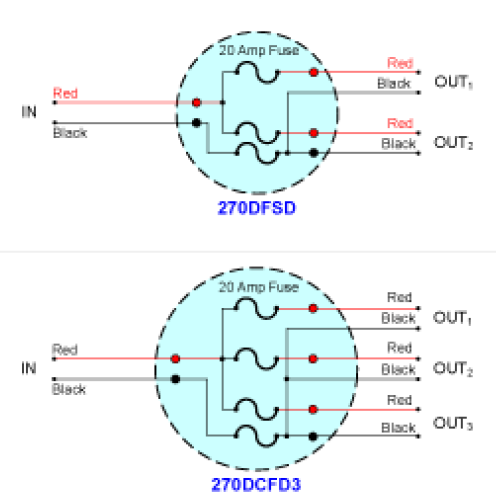 20 Amp Fuse
Red
Black
OUT₁
Red
IN
Black
Red
Black
OUT₂
270DFSD
20 Amp Fuse
Red
Black
OUT₁
Red
Red
IN
Black
Black
OUT₂
Red
Black
OUT₃
270DCFD3